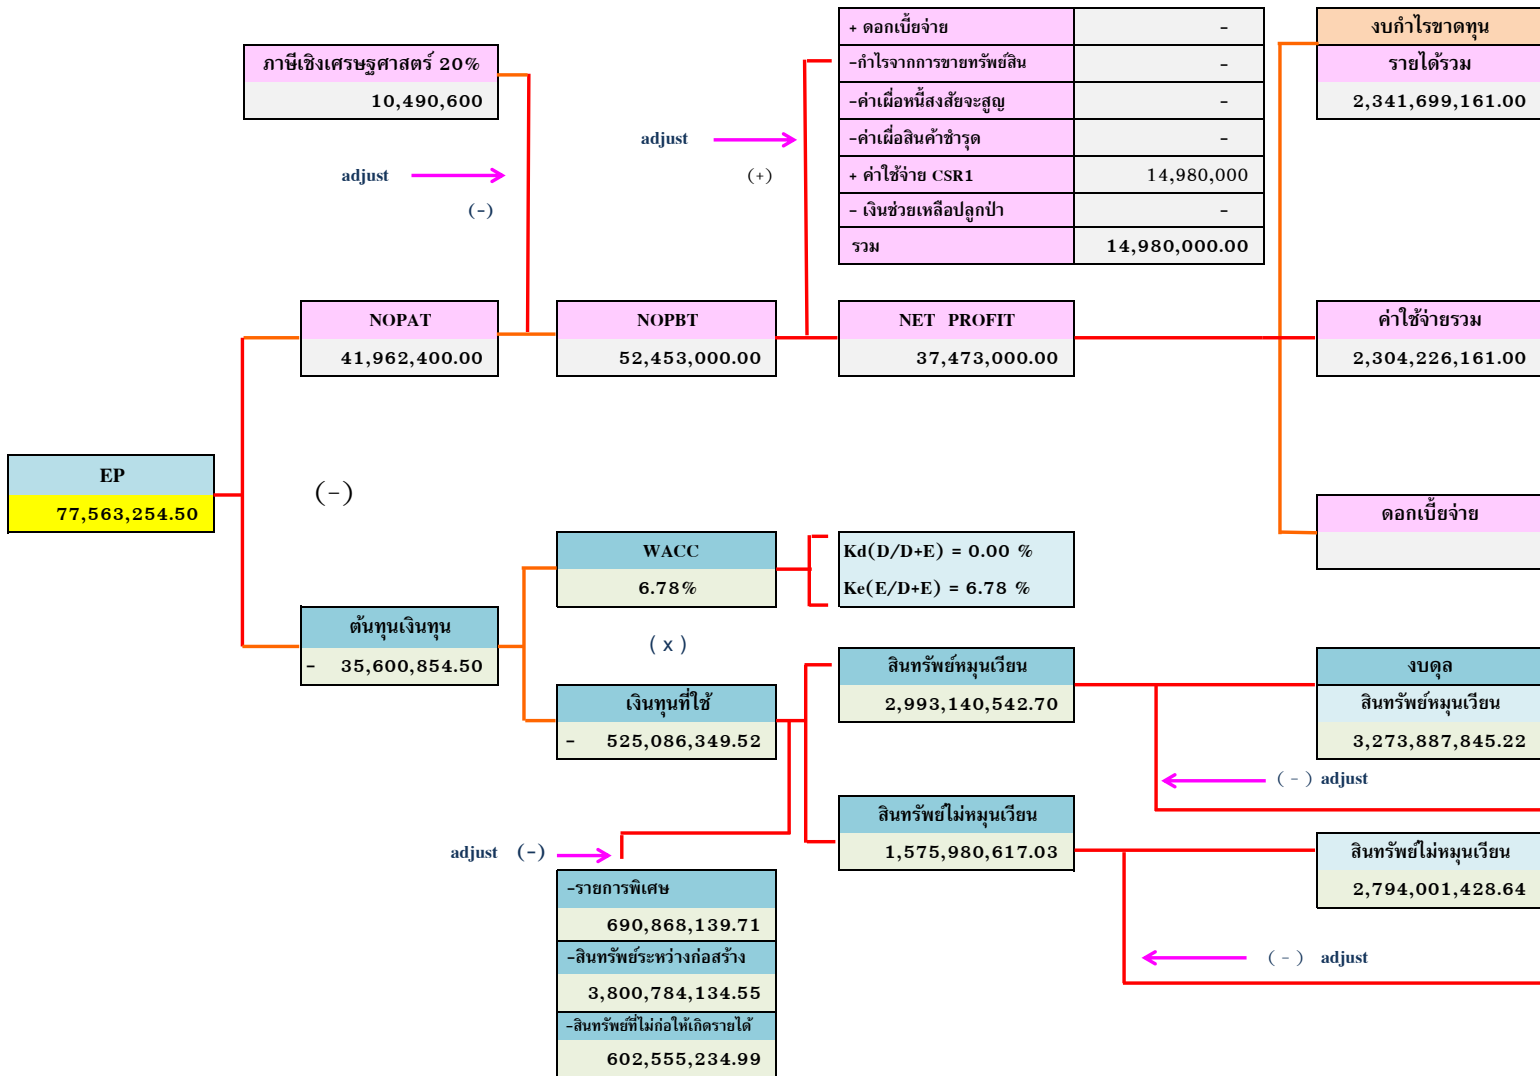 + ดอกเบี้ยจ่าย -
-กำไรจากการขายทรัพย์สิน -
-ค่าเผื่อหนี้สงสัยจะสูญ -
-ค่าเผื่อสินค้าชำรุด -
+ ค่าใช้จ่าย CSR1 14,980,000
- เงินช่วยเหลือปลูกป่า -
รวม 14,980,000.00
งบกำไรขาดทุน
รายได้รวม
2,341,699,161.00
ภาษีเชิงเศรษฐศาสตร์ 20%
10,490,600
adjust
(-)
adjust
(+)
NOPAT
41,962,400.00
NOPBT
52,453,000.00
NET PROFIT
37,473,000.00
ค่าใช้จ่ายรวม
2,304,226,161.00
EP
77,563,254.50
(-)
ดอกเบี้ยจ่าย
WACC
6.78%
Kd(D/D+E) = 0.00 %
Ke(E/D+E) = 6.78 %
ต้นทุนเงินทุน
- 35,600,854.50
( x )
เงินทุนที่ใช้
- 525,086,349.52
สินทรัพย์หมุนเวียน
2,993,140,542.70
งบดุล
สินทรัพย์หมุนเวียน
3,273,887,845.22
( - ) adjust
สินทรัพย์ไม่หมุนเวียน
1,575,980,617.03
สินทรัพย์ไม่หมุนเวียน
2,794,001,428.64
( - ) adjust
adjust (-)
-รายการพิเศษ
690,868,139.71
-สินทรัพย์ระหว่างก่อสร้าง
3,800,784,134.55
-สินทรัพย์ที่ไม่ก่อให้เกิดรายได้
602,555,234.99